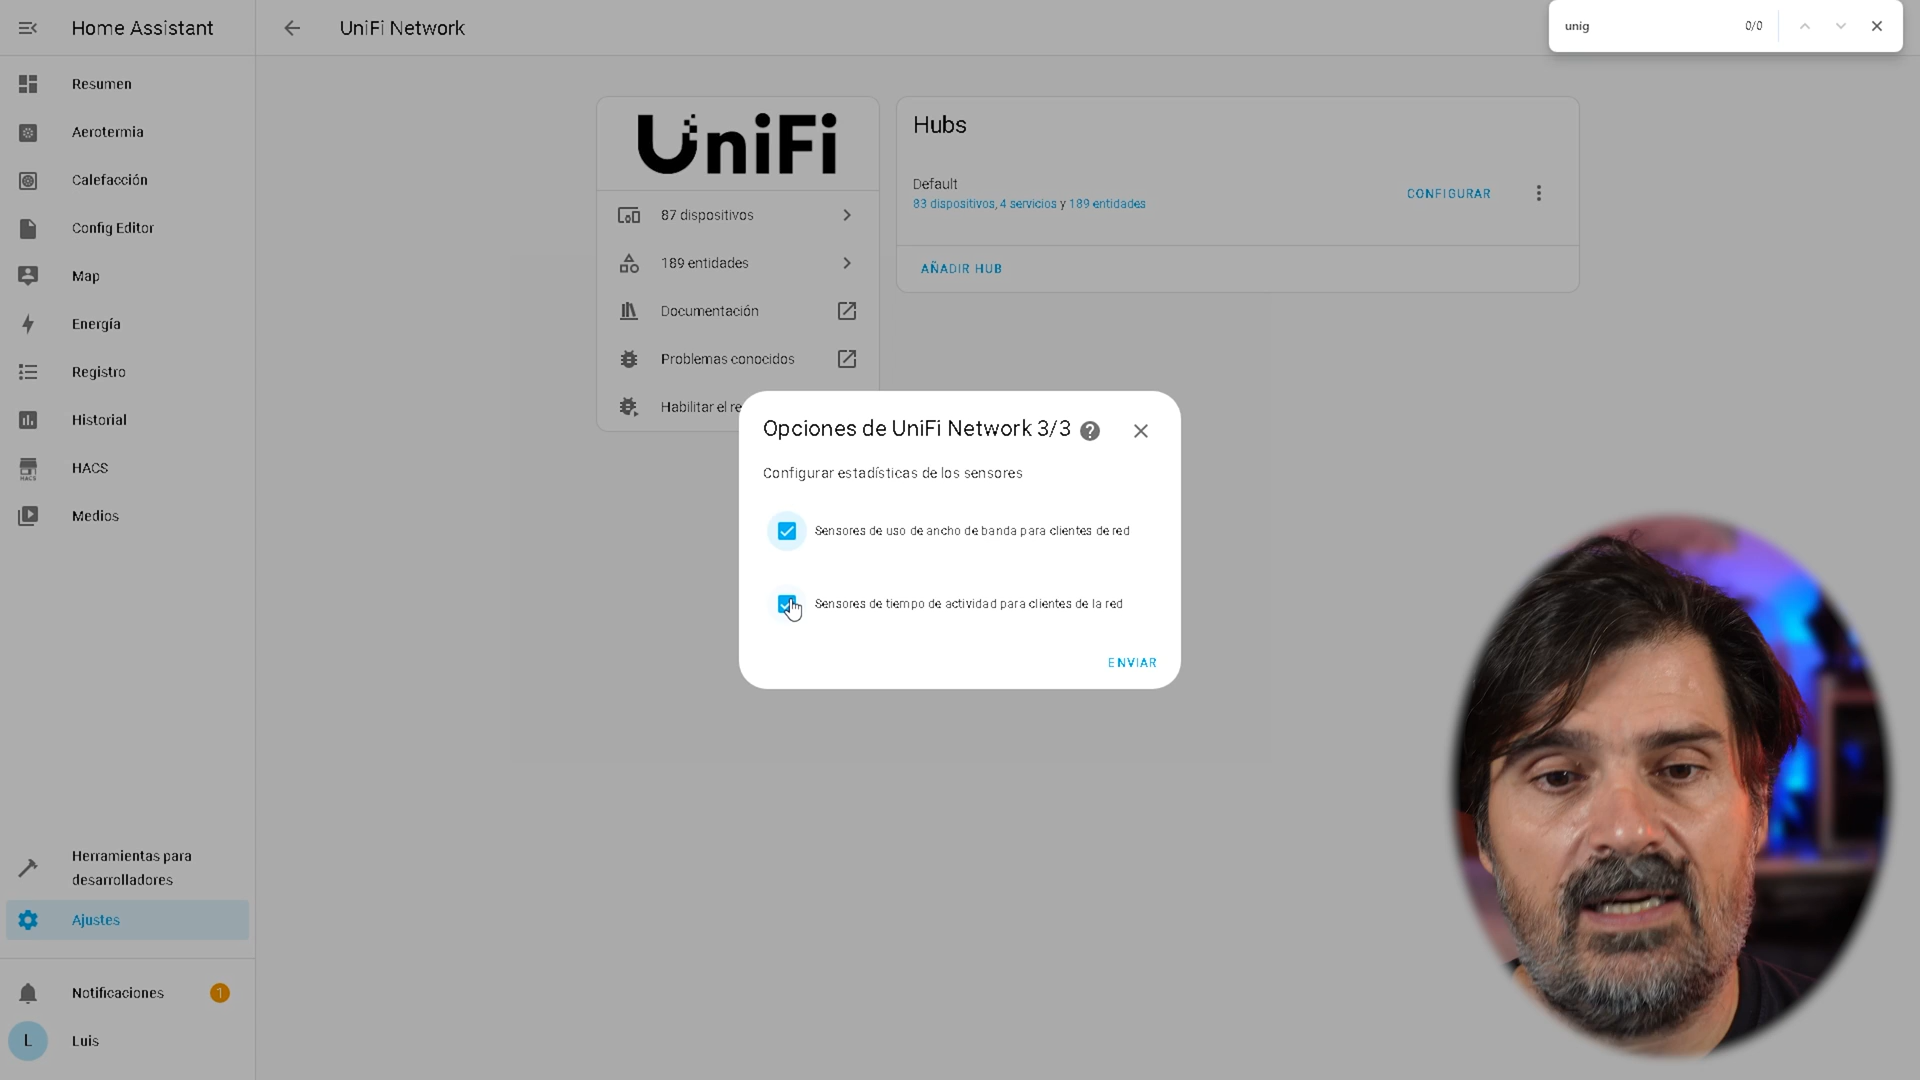 Home Assistant
UniFi Network
unig
0/0
Resumen
Aerotermia
Calefacción
Config Editor
Map
Energía
Registro
Historial
HACS
HACS
Medios
Herramientas para
desarrolladores
Ajustes
Notificaciones
1
L
Luis
UniFi
87 dispositivos
189 entidades
Documentación
Problemas conocidos
Habilitar el re
Hubs
Default
83 dispositivos, 4 servicios y 189 entidades
CONFIGURAR
AÑADIR HUB
Opciones de UniFi Network 3/3
Configurar estadísticas de los sensores
Sensores de uso de ancho de banda para clientes de red
Sensores de tiempo de actividad para clientes de la red
ENVIAR